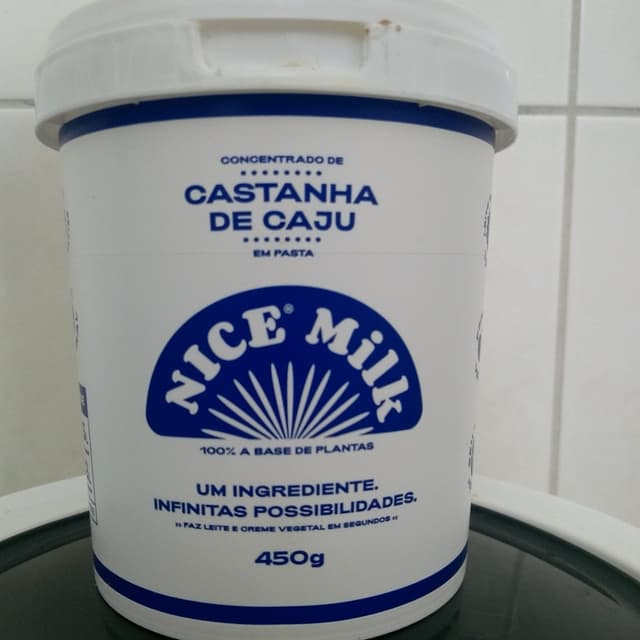 CONCENTRADO DE
CASTANHA
DE CAJU
EM PASTA
NICE® Milk
100% A BASE DE PLANTAS
UM INGREDIENTE.
INFINITAS POSSIBILIDADES.
›› FAZ LEITE E CREME VEGETAL EM SEGUNDOS ‹‹
450g